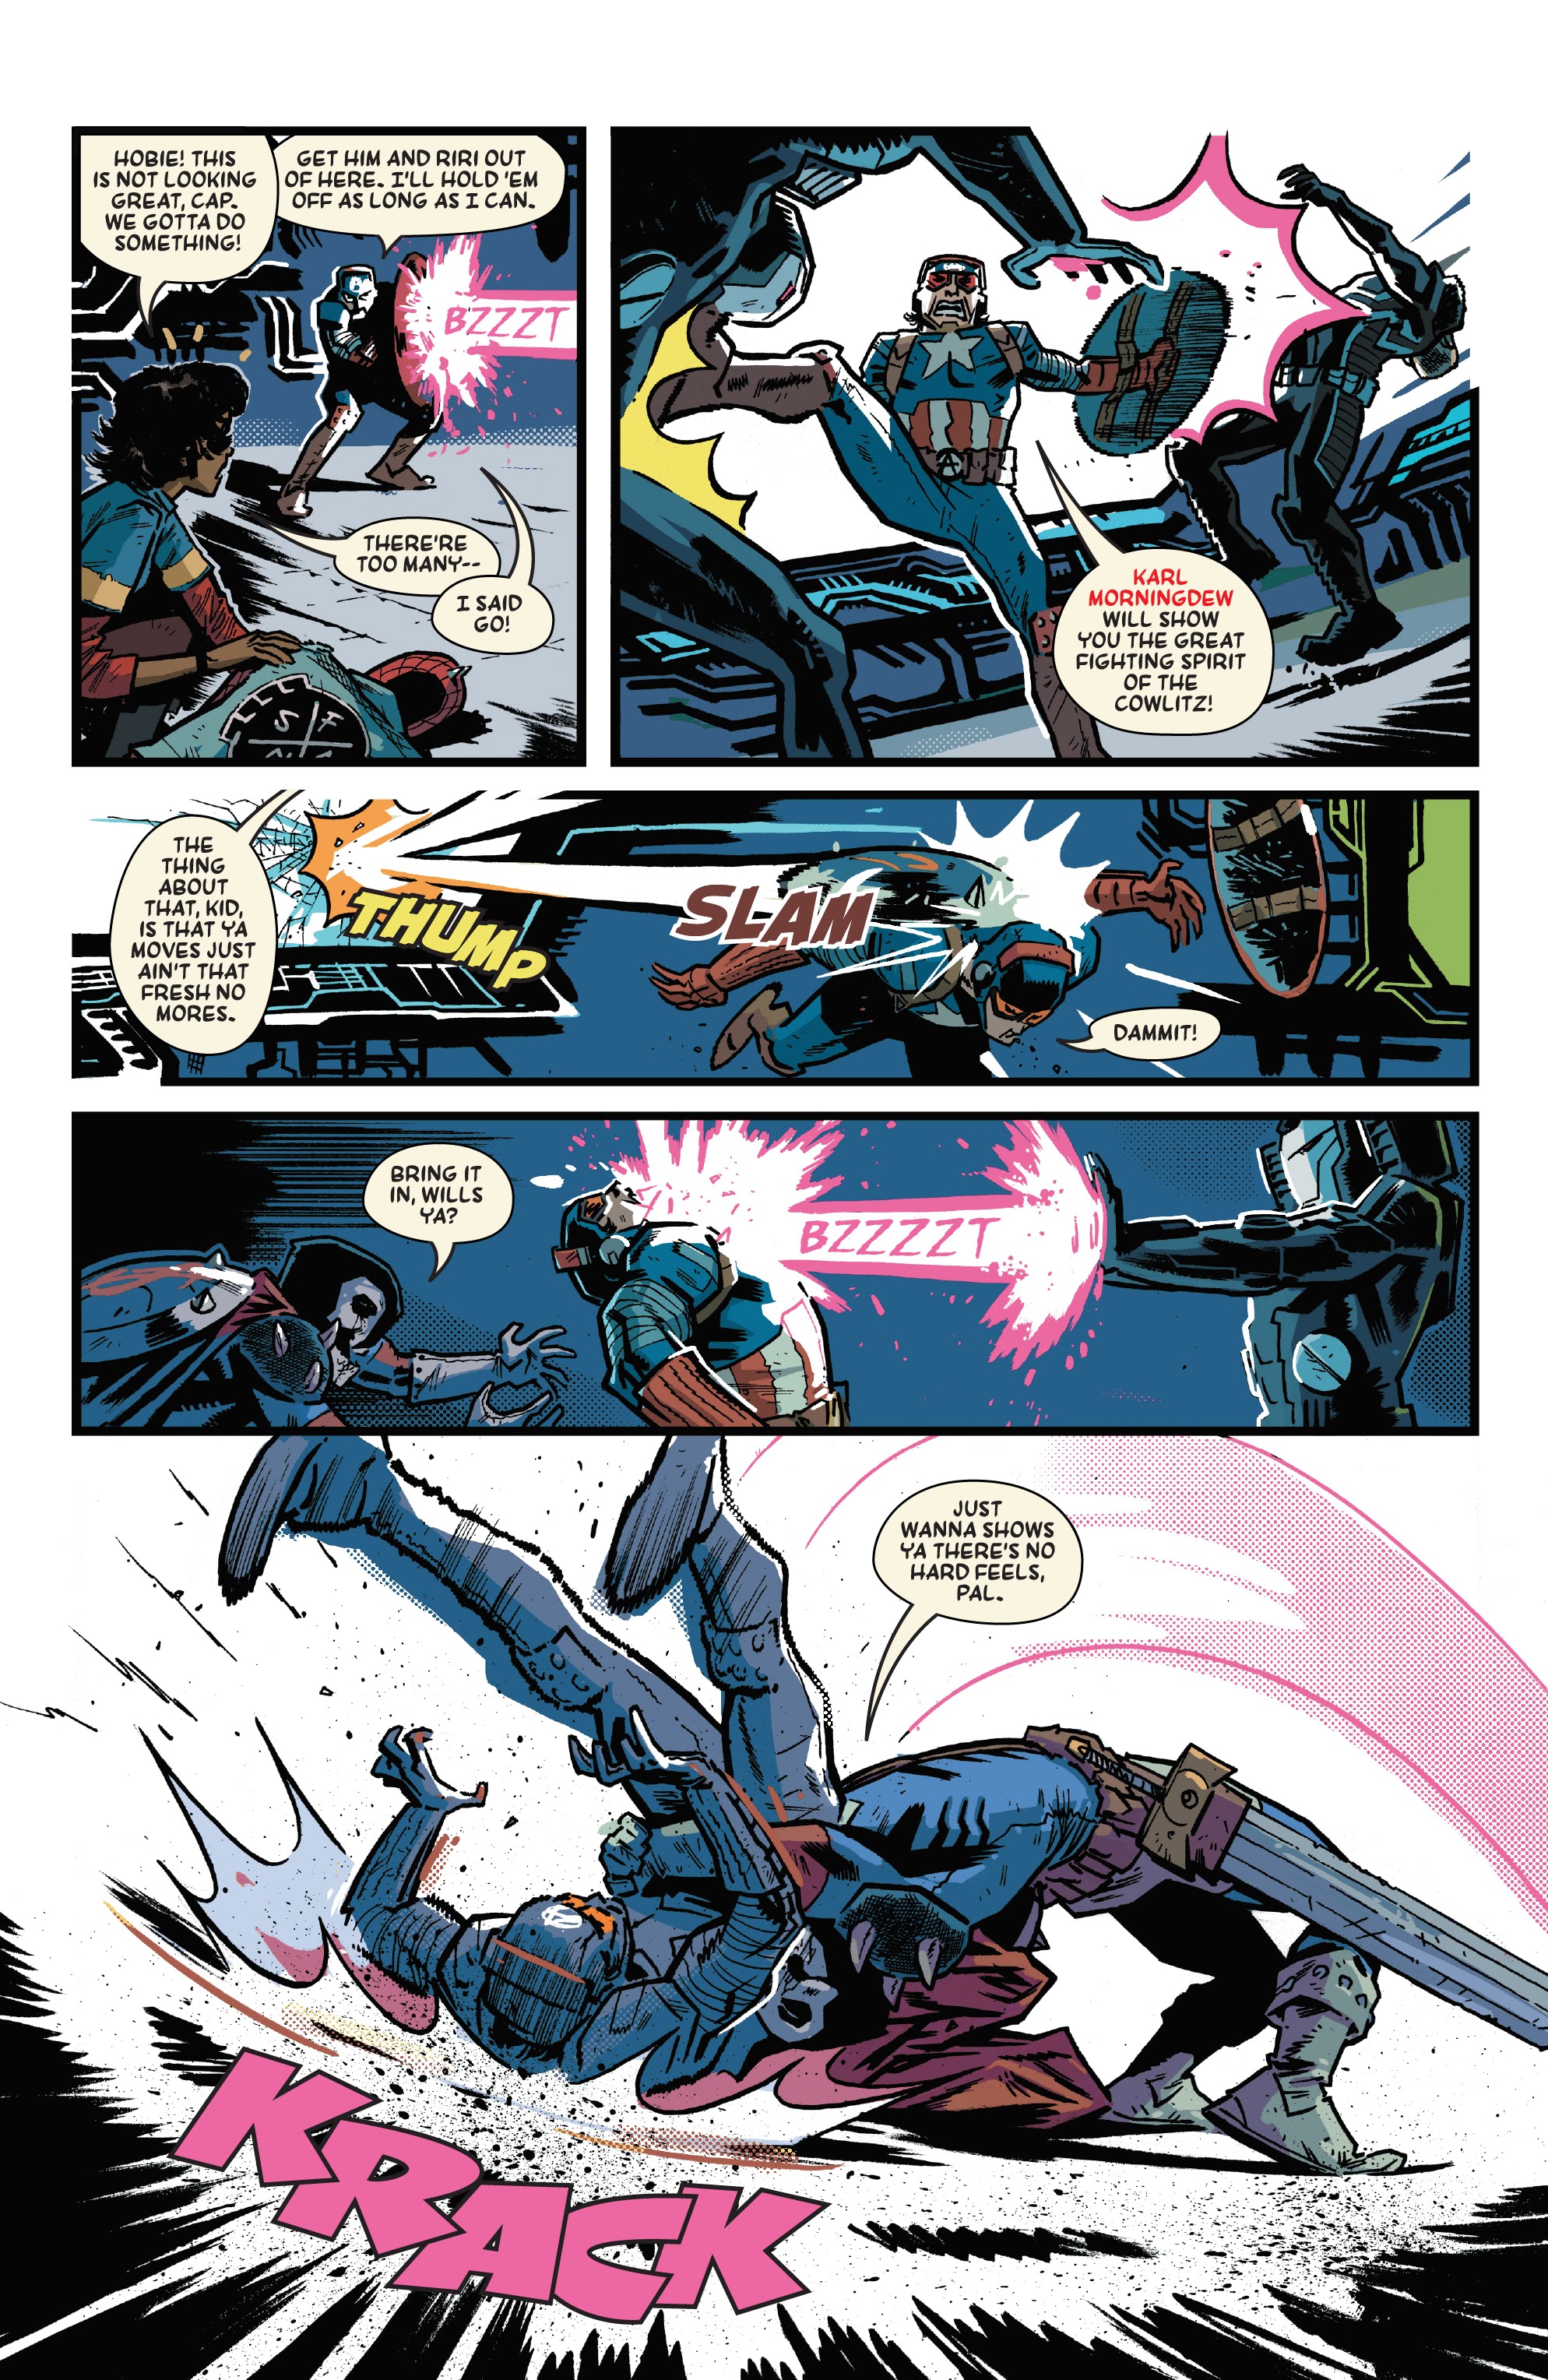 HOBIE! THIS
IS NOT LOOKING
GREAT, CAP.
WE GOTTA DO
SOMETHING!
GET HIM AND RIRI OUT
OF HERE. I'LL HOLD 'EM
OFF AS LONG AS I CAN.
BZZZT
THERE'RE
TOO MANY--
I SAID
GO!
KARL
MORNINGDEW
WILL SHOW
YOU THE GREAT
FIGHTING SPIRIT
OF THE
COWLITZ!
THE
THING
ABOUT
THAT, KID,
IS THAT YA
MOVES JUST
AIN'T THAT
FRESH NO
MORES.
THUMP
SLAM
DAMMIT!
BRING IT
IN, WILLS
YA?
BZZZZZT
JUST
WANNA SHOWS
YA THERE'S NO
HARD FEELS,
PAL.
KRACK